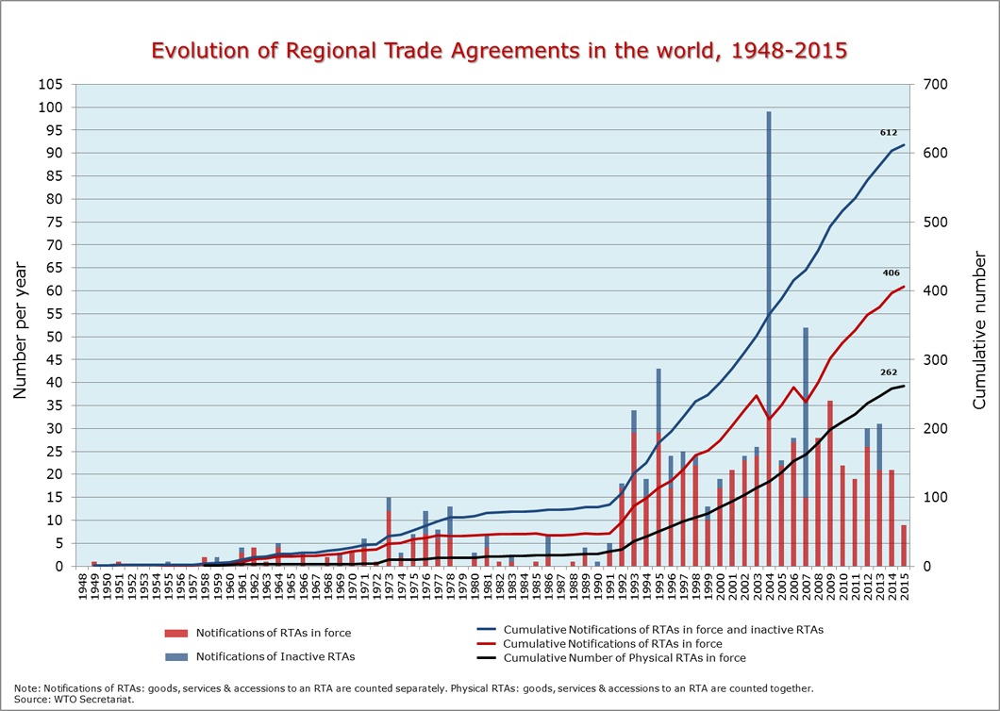 Evolution of Regional Trade Agreements in the world, 1948-2015
105 700
100
95 612
90 600
85
80
75 500
70
65 406
60 400
55
50
45 262
40 300
35
30 200
25
20
15 100
10
5
0 0
Number per year
Cumulative number
1948 1949 1950 1951 1952 1953 1954 1955 1956 1957 1958 1959 1960 1961 1962 1963 1964 1965 1966 1967 1968 1969 1970 1971 1972 1973 1974 1975 1976 1977 1978 1979 1980 1981 1982 1983 1984 1985 1986 1987 1988 1989 1990 1991 1992 1993 1994 1995 1996 1997 1998 1999 2000 2001 2002 2003 2004 2005 2006 2007 2008 2009 2010 2011 2012 2013 2014 2015
Notifications of RTAs in force
Notifications of Inactive RTAs
Cumulative Notifications of RTAs in force and inactive RTAs
Cumulative Notifications of RTAs in force
Cumulative Number of Physical RTAs in force
Note: Notifications of RTAs: goods, services & accessions to an RTA are counted separately. Physical RTAs: goods, services & accessions to an RTA are counted together.
Source: WTO Secretariat.